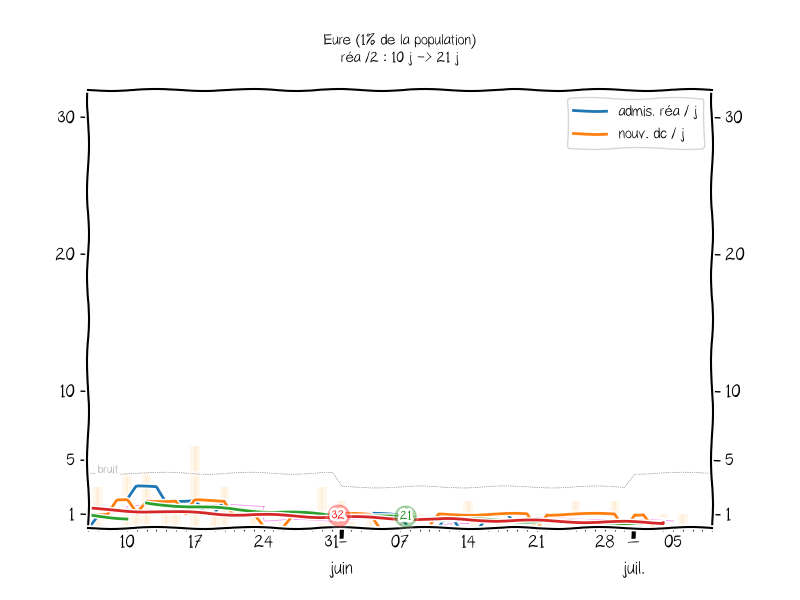 Eure (1% de la population)
réa /2 : 10 j -> 21 j
admis. réa / j
nouv. dc / j
30 30
20 20
10 10
5 5
bruit
1 1
32 21
10 17 24 31 07 14 21 28 05
juin juil.